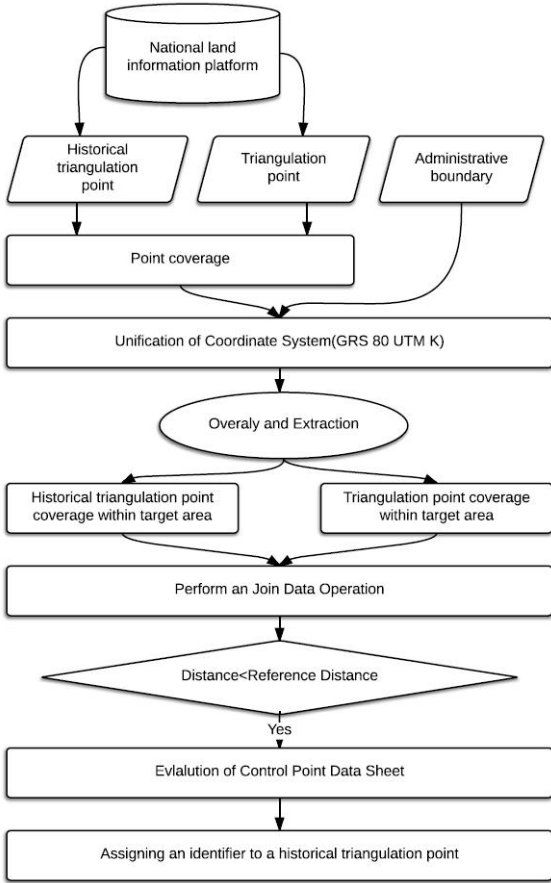 National land
information platform
Historical
triangulation
point
Triangulation
point
Administrative
boundary
Point coverage
Unification of Coordinate System(GRS 80 UTM K)
Overaly and Extraction
Historical triangulation point
coverage within target area
Triangulation point coverage
within target area
Perform an Join Data Operation
Distance<Reference Distance
Yes
Evlalution of Control Point Data Sheet
Assigning an identifier to a historical triangulation point